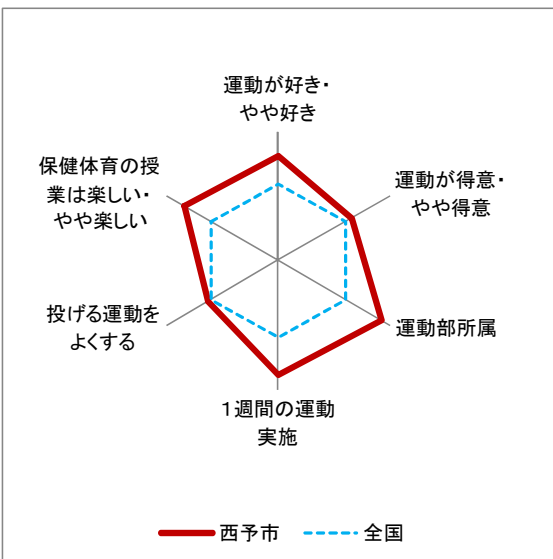 運動が好き・
やや好き
運動が得意・
やや得意
運動部所属
1週間の運動
実施
投げる運動を
よくする
保健体育の授
業は楽しい・
やや楽しい
西予市
全国